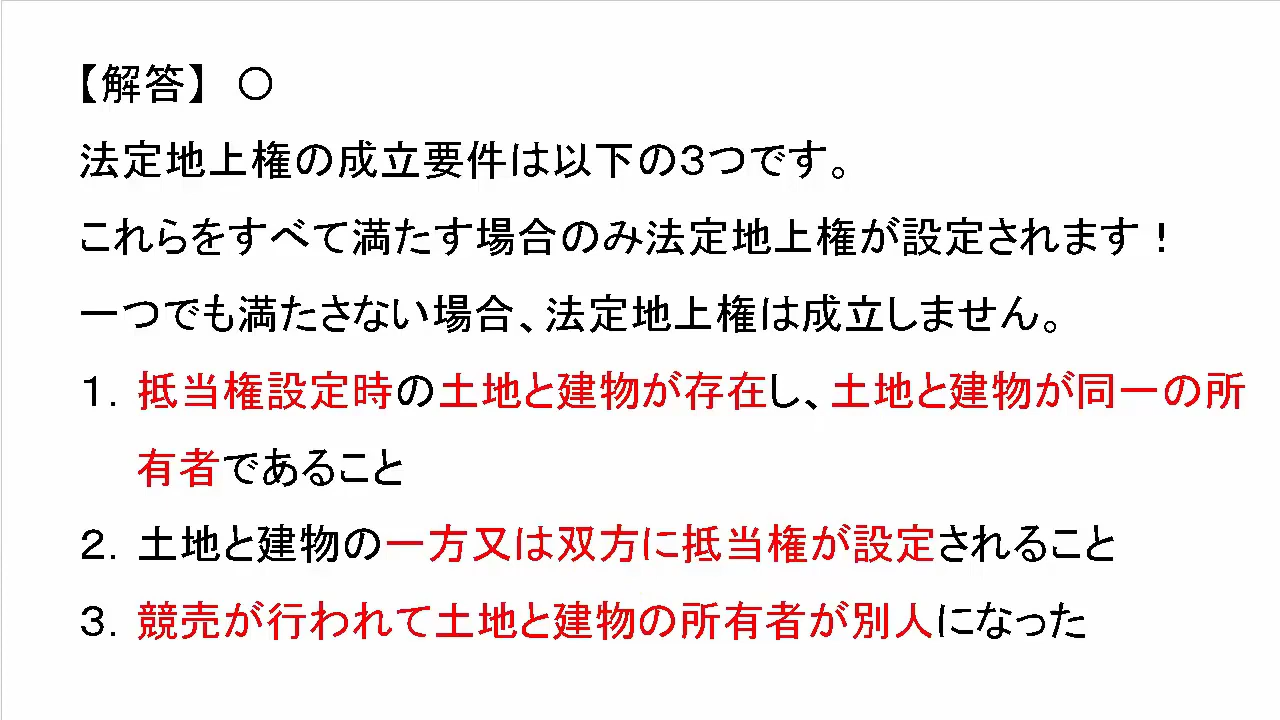 【解答】 ○
法定地上権の成立要件は以下の３つです。
これらをすべて満たす場合のみ法定地上権が設定されます！
一つでも満たさない場合、法定地上権は成立しません。
１．抵当権設定時の土地と建物が存在し、土地と建物が同一の所
有者であること
２．土地と建物の一方又は双方に抵当権が設定されること
３．競売が行われて土地と建物の所有者が別人になった